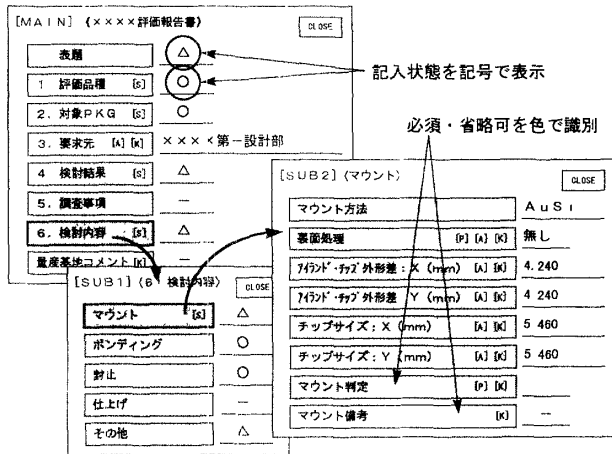 [MAIN] 《××××評価報告書》
CLOSE
表題 △
1 評価品種 [S] ○
2. 対象PKG [S] ○
3. 要求元 [A] [K] ××××第一設計部
4 検討結果 [S] △
5. 調査事項 −
6. 検討内容 [S] △
量産基地コメント [K] −
記入状態を記号で表示
必須・省略可を色で識別
[SUB1] (6 検討内容)
CLOSE
マウント [S] △
ボンディング ○
封止 ○
仕上げ −
その他 △
[SUB2] (マウント)
CLOSE
マウント方法 AuSi
裏面処理 [P] [A] [K] 無し
アイランド・チップ外形差:X (mm) [A] [K] 4.240
アイランド・チップ外形差 Y (mm) [A] [K] 4 240
チップサイズ:X (mm) [A] [K] 5 460
チップサイズ:Y (mm) [A] [K] 5 460
マウント判定 [P] [K]
マウント備考 [K] −